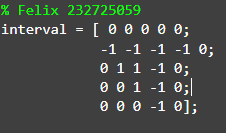 % Felix 232725059
interval = [ 0 0 0 0 0;
-1 -1 -1 -1 0;
0 1 1 -1 0;
0 0 1 -1 0;
0 0 0 -1 0];